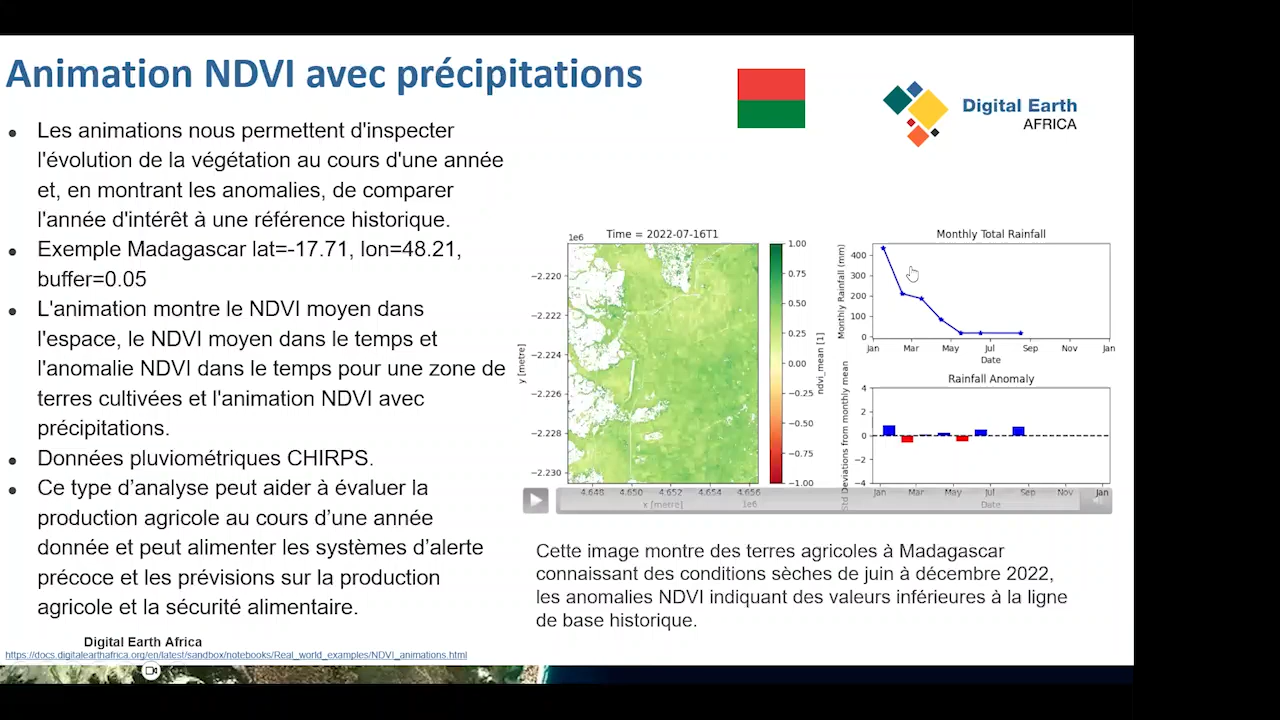 Animation NDVI avec précipitations
Digital Earth
AFRICA
Les animations nous permettent d'inspecter
l'évolution de la végétation au cours d'une année
et, en montrant les anomalies, de comparer
l'année d'intérêt à une référence historique.
Exemple Madagascar lat=-17.71, lon=48.21,
buffer=0.05
L'animation montre le NDVI moyen dans
l'espace, le NDVI moyen dans le temps et
l'anomalie NDVI dans le temps pour une zone de
terres cultivées et l'animation NDVI avec
précipitations.
Données pluviométriques CHIRPS.
Ce type d’analyse peut aider à évaluer la
production agricole au cours d’une année
donnée et peut alimenter les systèmes d’alerte
précoce et les prévisions sur la production
agricole et la sécurité alimentaire.
Digital Earth Africa
https://docs.digitalearthafrica.org/en/latest/sandbox/notebooks/Real_world_examples/NDVI_animations.html
1e6
Time = 2022-07-16T1
−2.220
−2.222
−2.224
−2.226
−2.228
−2.230
y [metre]
4.648 4.650 4.652 4.654 4.656
x [metre]
1e6
1.00
0.75
0.50
0.25
0.00
−0.25
−0.50
−0.75
−1.00
ndvi_mean [1]
Monthly Total Rainfall
Monthly Rainfall (mm)
400
300
200
100
0
Jan Mar May Jul Sep Nov Jan
Date
Rainfall Anomaly
Std Deviations from monthly mean
4
2
0
−2
−4
Jan Mar May Jul Sep Nov Jan
Date
Cette image montre des terres agricoles à Madagascar
connaissant des conditions sèches de juin à décembre 2022,
les anomalies NDVI indiquant des valeurs inférieures à la ligne
de base historique.